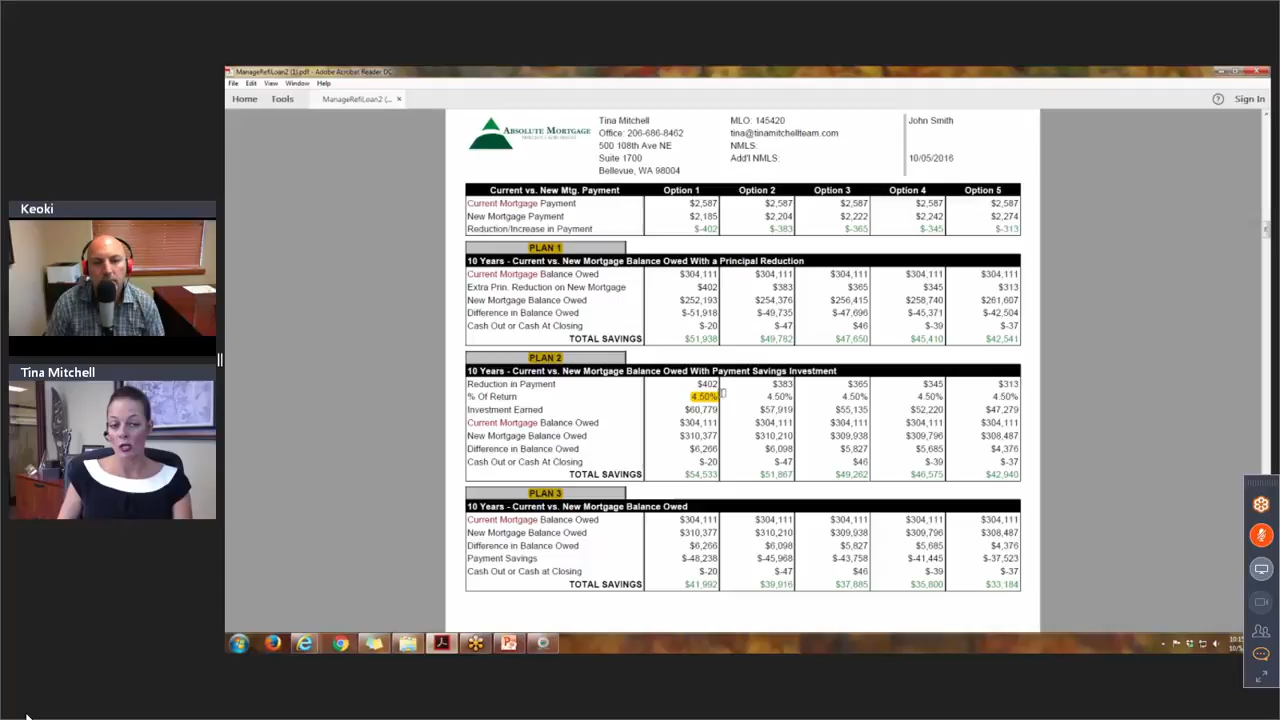 ManageRefiLoan2 (1).pdf - Adobe Acrobat Reader DC
File Edit View Window Help
Home Tools ManageRefiLoan2 (... × ? Sign In
Keoki
Tina Mitchell
ABSOLUTE MORTGAGE
Tina Mitchell MLO: 145420 John Smith
Office: 206-686-8462 tina@tinamitchellteam.com
500 108th Ave NE NMLS:
Suite 1700 Add'l NMLS: 10/05/2016
Bellevue, WA 98004
Current vs. New Mtg. Payment Option 1 Option 2 Option 3 Option 4 Option 5
Current Mortgage Payment $2,587 $2,587 $2,587 $2,587 $2,587
New Mortgage Payment $2,185 $2,204 $2,222 $2,242 $2,274
Reduction/Increase in Payment $-402 $-383 $-365 $-345 $-313
PLAN 1
10 Years - Current vs. New Mortgage Balance Owed With a Principal Reduction
Current Mortgage Balance Owed $304,111 $304,111 $304,111 $304,111 $304,111
Extra Prin. Reduction on New Mortgage $402 $383 $365 $345 $313
New Mortgage Balance Owed $252,193 $254,376 $256,415 $258,740 $261,607
Difference in Balance Owed $-51,918 $-49,735 $-47,696 $-45,371 $-42,504
Cash Out or Cash At Closing $-20 $-47 $46 $-39 $-37
TOTAL SAVINGS $51,938 $49,782 $47,650 $45,410 $42,541
PLAN 2
10 Years - Current vs. New Mortgage Balance Owed With Payment Savings Investment
Reduction in Payment $402 $383 $365 $345 $313
% Of Return 4.50% 4.50% 4.50% 4.50% 4.50%
Investment Earned $60,779 $57,919 $55,135 $52,220 $47,279
Current Mortgage Balance Owed $304,111 $304,111 $304,111 $304,111 $304,111
New Mortgage Balance Owed $310,377 $310,210 $309,938 $309,796 $308,487
Difference in Balance Owed $6,266 $6,098 $5,827 $5,685 $4,376
Cash Out or Cash At Closing $-20 $-47 $46 $-39 $-37
TOTAL SAVINGS $54,533 $51,867 $49,262 $46,575 $42,940
PLAN 3
10 Years - Current vs. New Mortgage Balance Owed
Current Mortgage Balance Owed $304,111 $304,111 $304,111 $304,111 $304,111
New Mortgage Balance Owed $310,377 $310,210 $309,938 $309,796 $308,487
Difference in Balance Owed $6,266 $6,098 $5,827 $5,685 $4,376
Payment Savings $-48,238 $-45,968 $-43,758 $-41,445 $-37,523
Cash Out or Cash at Closing $-20 $-47 $46 $-39 $-37
TOTAL SAVINGS $41,992 $39,916 $37,885 $35,800 $33,184